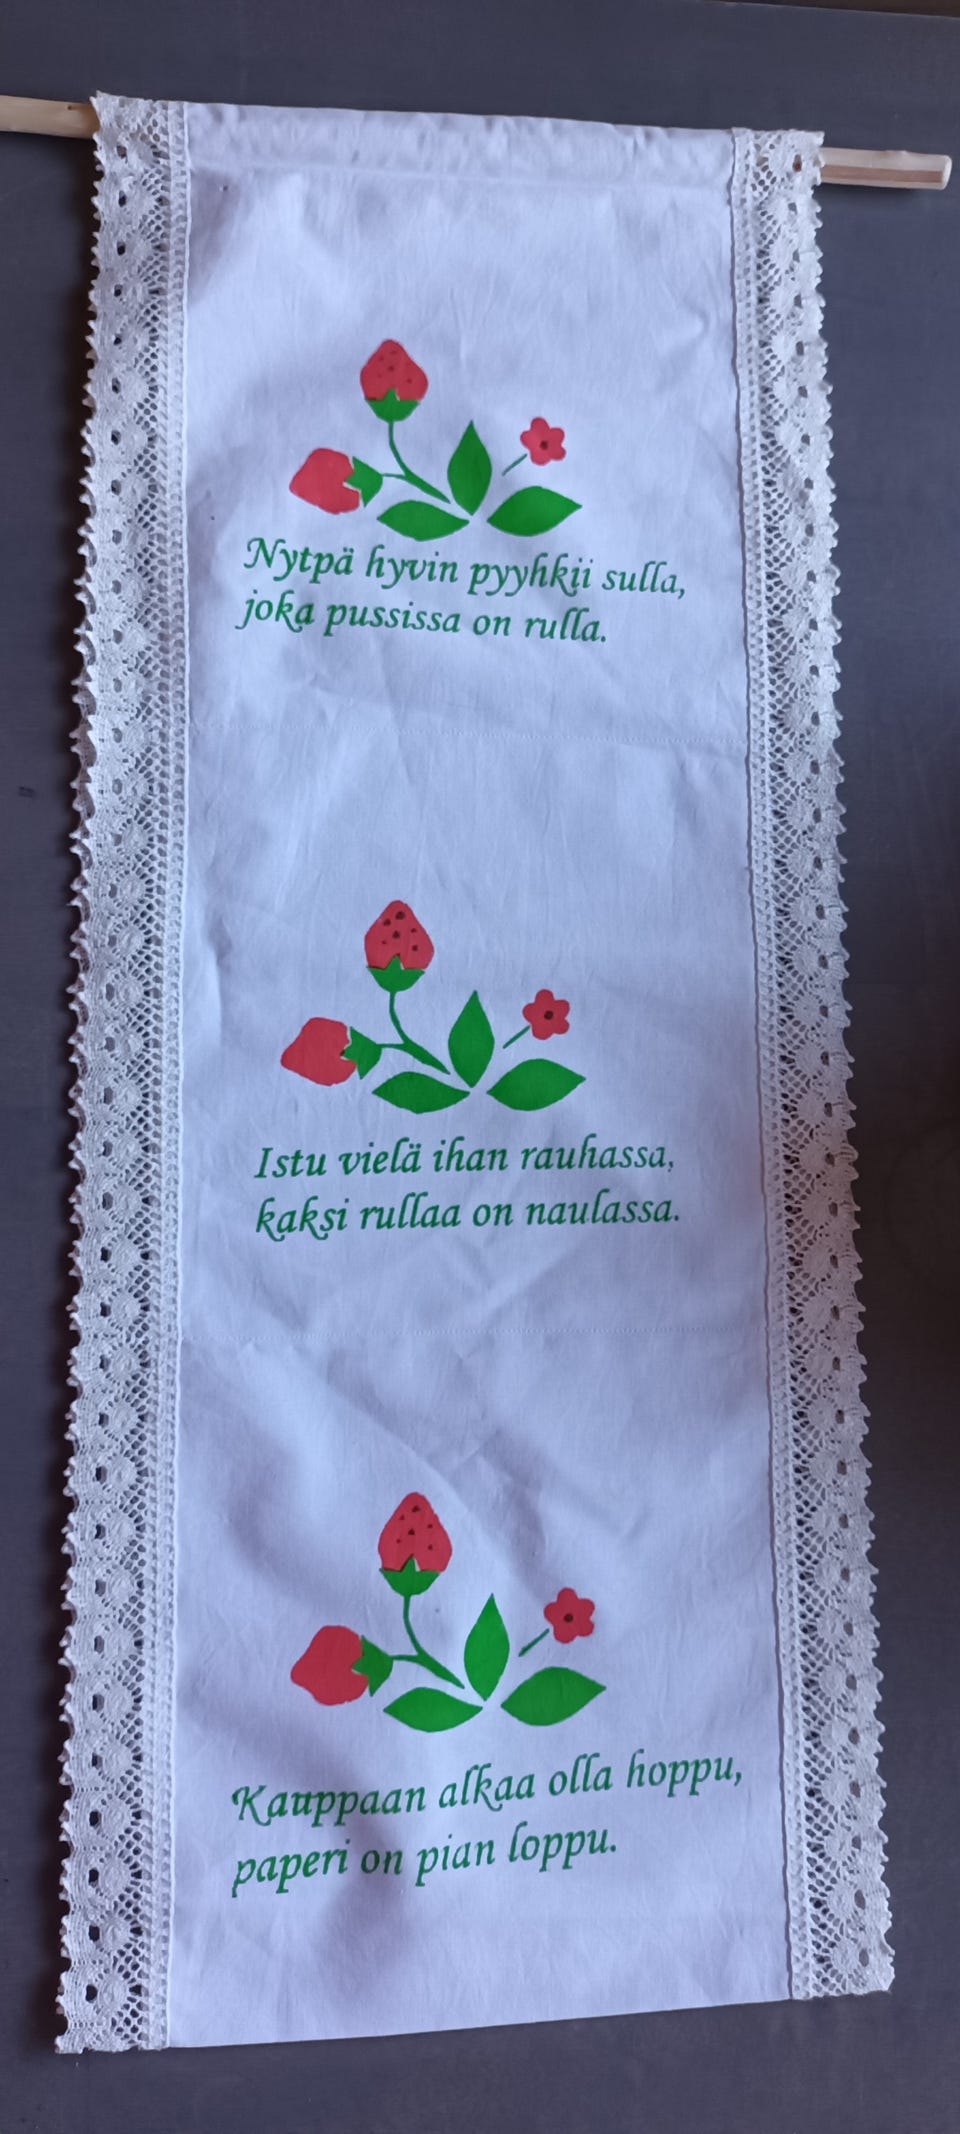 Nytpä hyvin pyyhkii sulla,
joka pussissa on rulla.
Istu vielä ihan rauhassa,
kaksi rullaa on naulassa.
Kauppaan alkaa olla hoppu,
paperi on pian loppu.